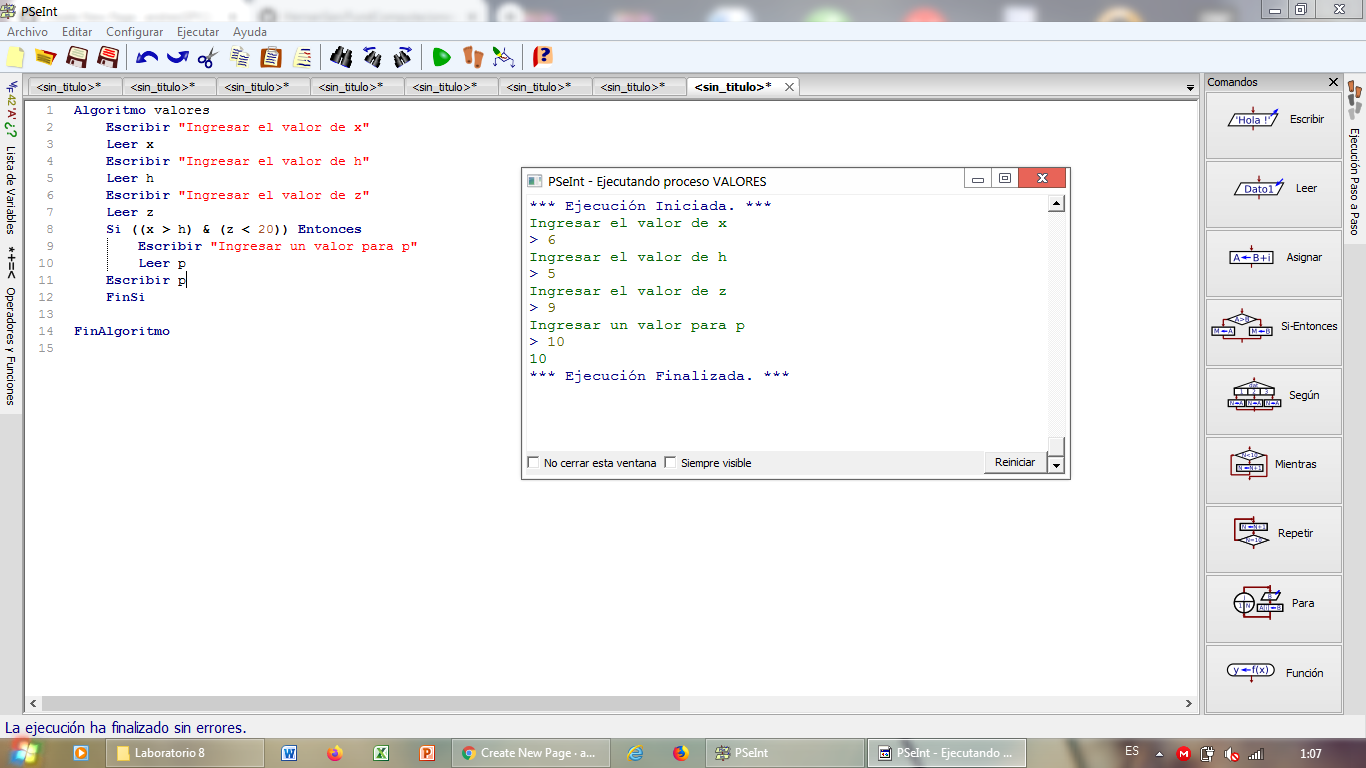 PSeInt
Archivo Editar Configurar Ejecutar Ayuda
<sin_titulo>* <sin_titulo>* <sin_titulo>* <sin_titulo>* <sin_titulo>* <sin_titulo>* <sin_titulo>* <sin_titulo>*
Lista de Variables
*+=< Operadores y Funciones
1 Algoritmo valores
2 Escribir "Ingresar el valor de x"
3 Leer x
4 Escribir "Ingresar el valor de h"
5 Leer h
6 Escribir "Ingresar el valor de z"
7 Leer z
8 Si ((x > h) & (z < 20)) Entonces
9 Escribir "Ingresar un valor para p"
10 Leer p
11 Escribir p
12 FinSi
13
14 FinAlgoritmo
15
PSeInt - Ejecutando proceso VALORES
*** Ejecución Iniciada. ***
Ingresar el valor de x
> 6
Ingresar el valor de h
> 5
Ingresar el valor de z
> 9
Ingresar un valor para p
> 10
10
*** Ejecución Finalizada. ***
No cerrar esta ventana Siempre visible Reiniciar
Comandos
'Hola !' Escribir
Dato1 Leer
A←B+i Asignar
Si-Entonces
Según
Mientras
Repetir
Para
y←f(x) Función
Ejecución Paso a Paso
La ejecución ha finalizado sin errores.
Laboratorio 8 Create New Page · a... PSeInt PSeInt - Ejecutando ... ES 1:07